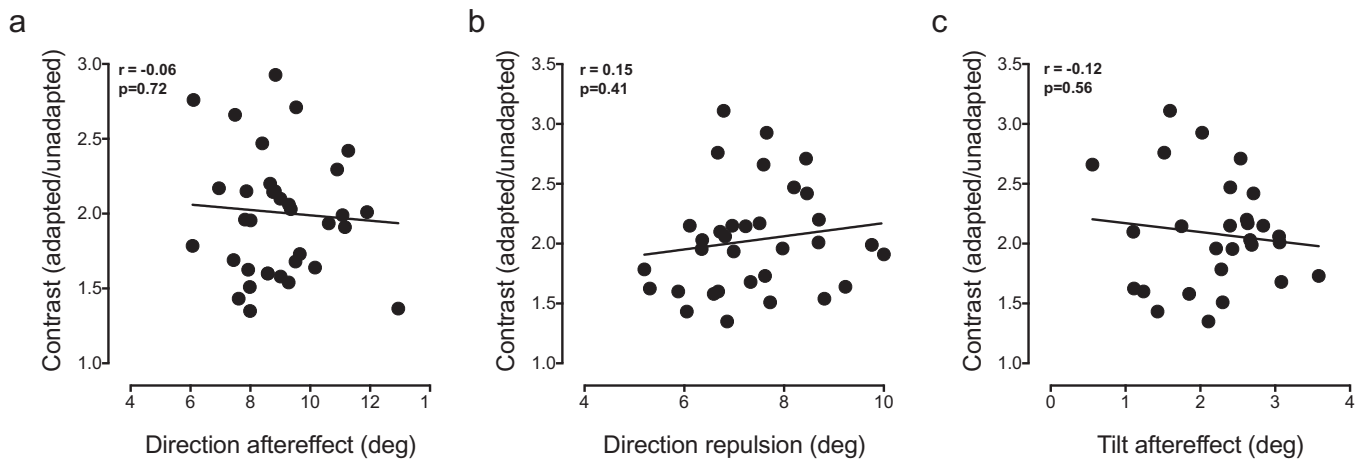 a
Contrast (adapted/unadapted)
3.0
2.5
2.0
1.5
1.0
r = -0.06
p=0.72
4 6 8 10 12 1
Direction aftereffect (deg)
b
Contrast (adapted/unadapted)
3.5
3.0
2.5
2.0
1.5
1.0
r = 0.15
p=0.41
4 6 8 10
Direction repulsion (deg)
c
Contrast (adapted/unadapted)
3.5
3.0
2.5
2.0
1.5
1.0
r = -0.12
p=0.56
0 1 2 3 4
Tilt aftereffect (deg)